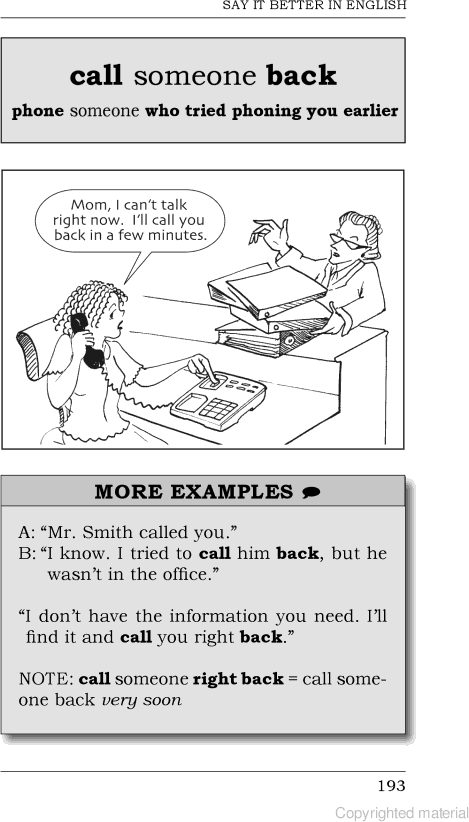 SAY IT BETTER IN ENGLISH
call someone back
phone someone who tried phoning you earlier
Mom, I can't talk
right now. I'll call you
back in a few minutes.
MORE EXAMPLES
A: “Mr. Smith called you.”
B: “I know. I tried to call him back, but he
wasn't in the office.”
“I don't have the information you need. I'll
find it and call you right back.”
NOTE: call someone right back = call some-
one back very soon
193
Copyrighted material